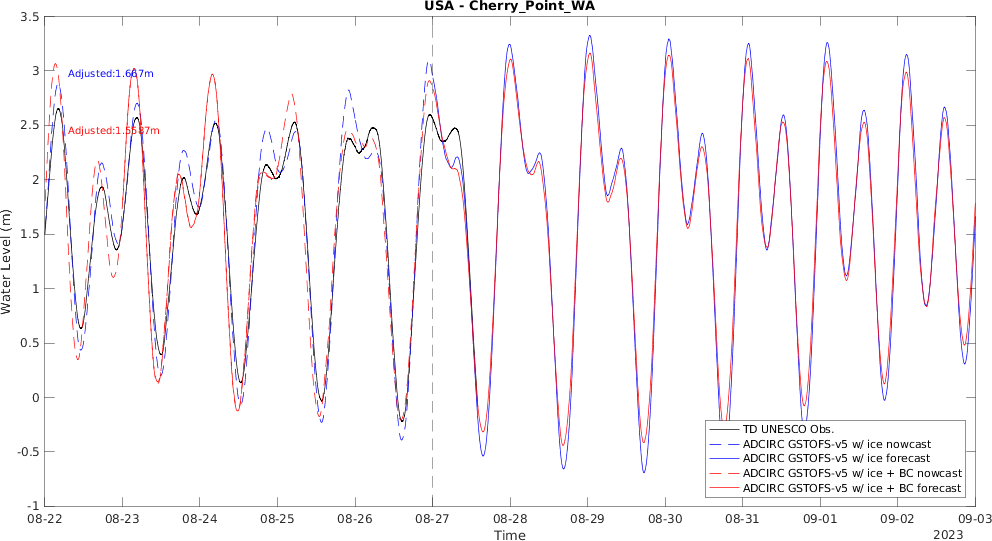 USA - Cherry_Point_WA
3.5
3
2.5
2
1.5
1
0.5
0
-0.5
-1
Water Level (m)
Adjusted:1.667m
Adjusted:1.5587m
TD UNESCO Obs.
ADCIRC GSTOFS-v5 w/ ice nowcast
ADCIRC GSTOFS-v5 w/ ice forecast
ADCIRC GSTOFS-v5 w/ ice + BC nowcast
ADCIRC GSTOFS-v5 w/ ice + BC forecast
08-22 08-23 08-24 08-25 08-26 08-27 08-28 08-29 08-30 08-31 09-01 09-02 09-03
Time
2023